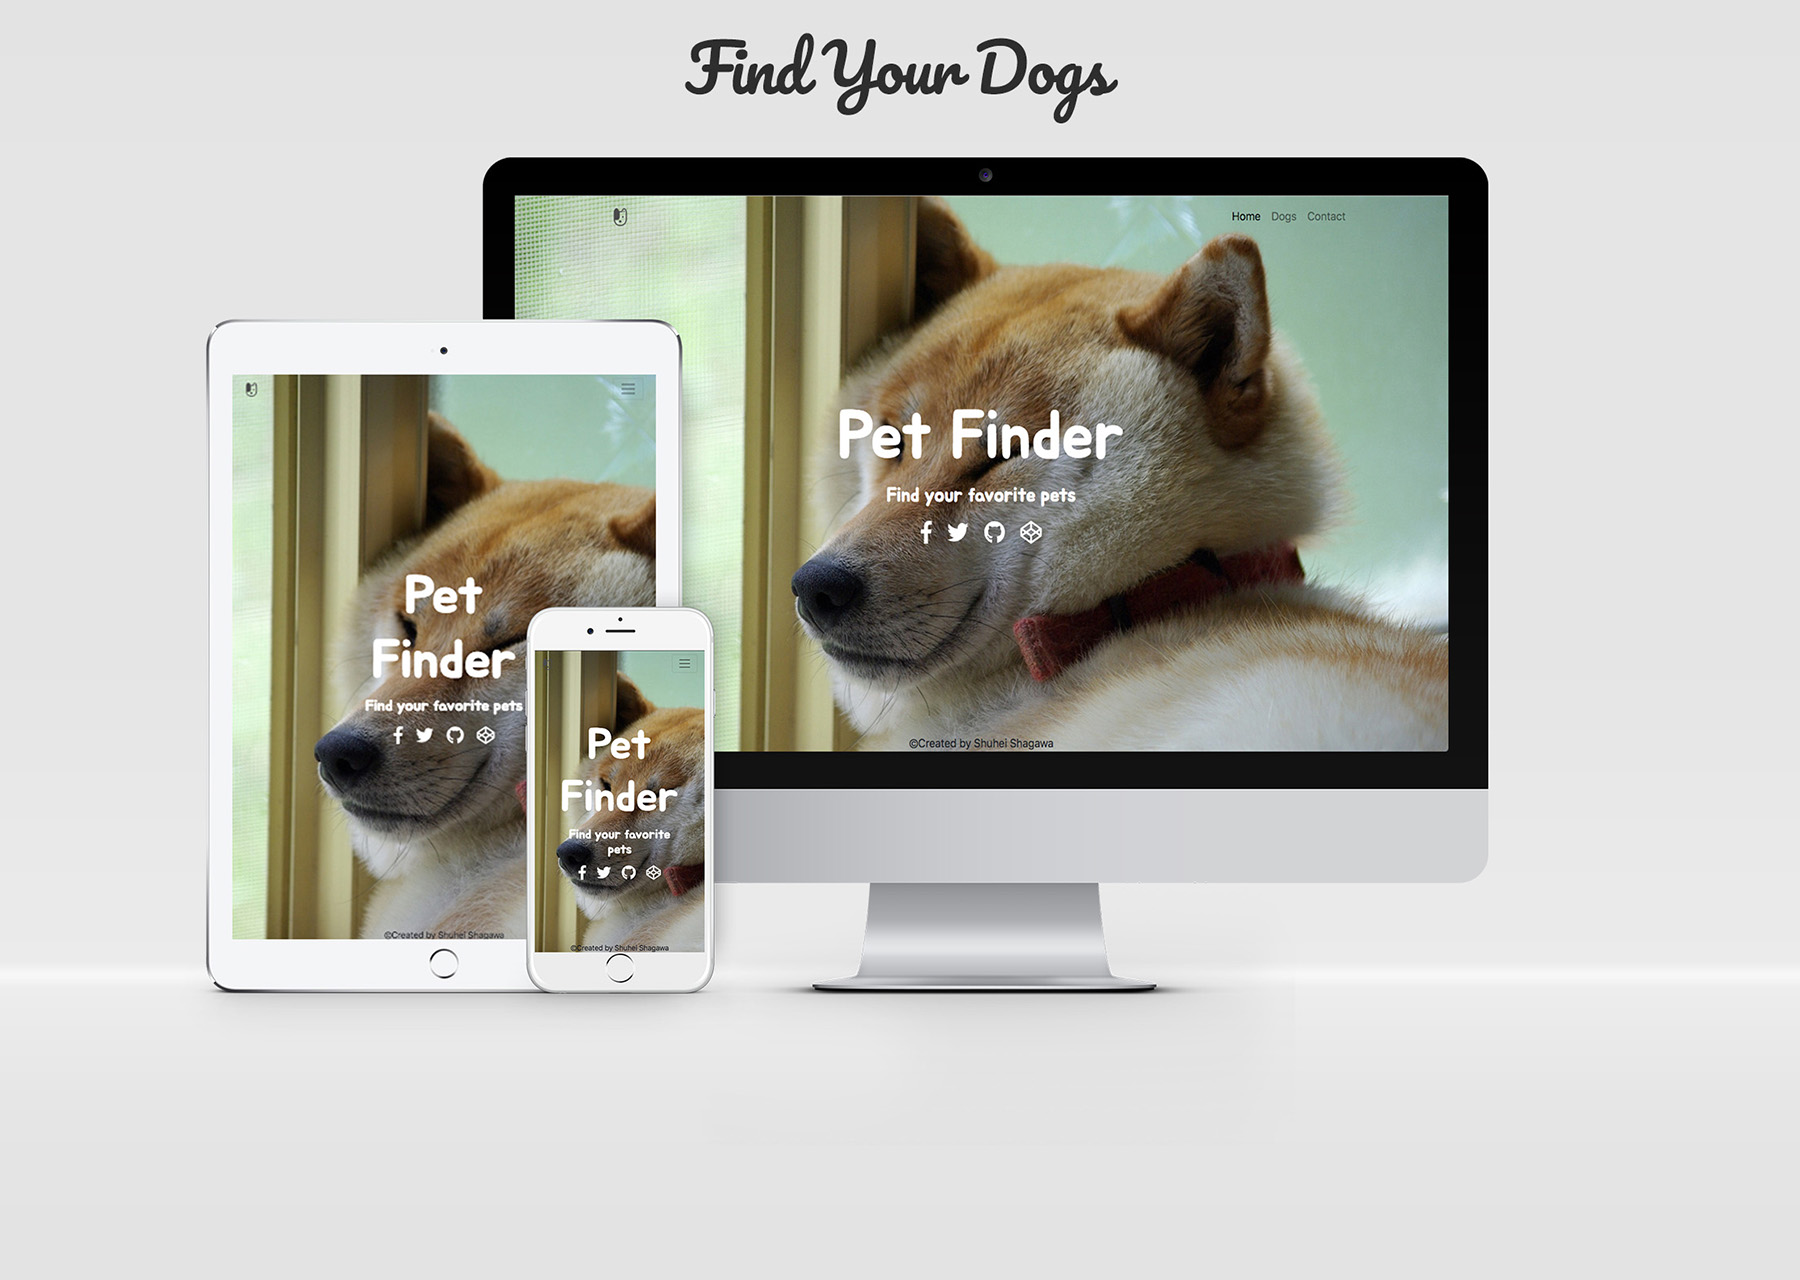 Find Your Dogs
Home Dogs Contact
Pet Finder
Find your favorite pets
©Created by Shuhei Shagawa
Pet
Finder
Find your favorite pets
©Created by Shuhei Shagawa
Pet
Finder
Find your favorite
pets
©Created by Shuhei Shagawa